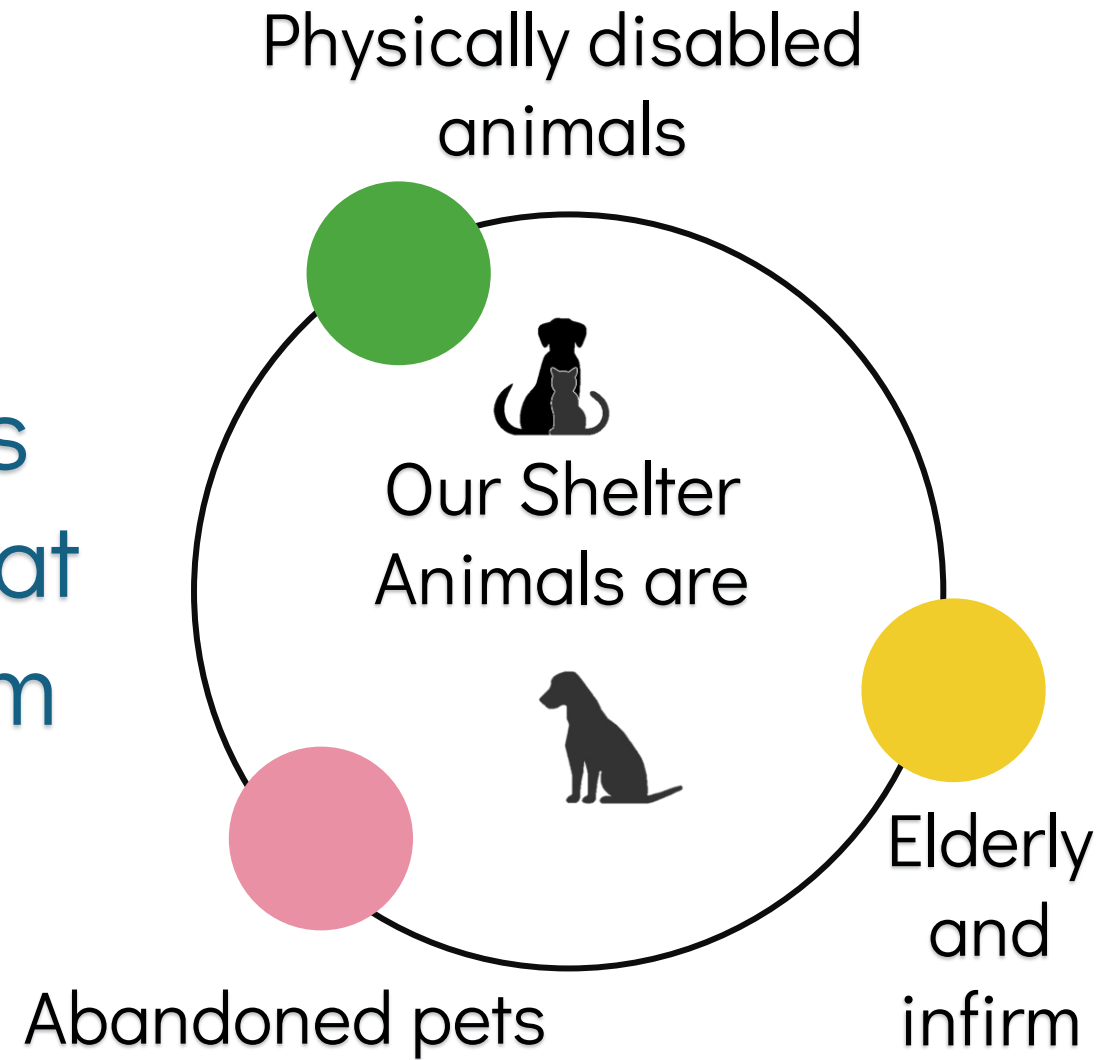 Physically disabled
animals
Our Shelter
Animals are
Elderly
and
infirm
Abandoned pets